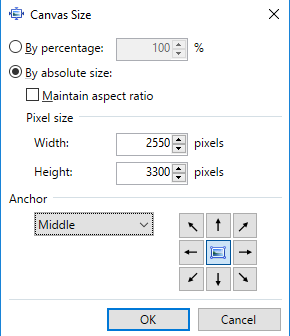 Canvas Size
By percentage: 100 %
By absolute size:
Maintain aspect ratio
Pixel size
Width: 2550 pixels
Height: 3300 pixels
Anchor
Middle
OK Cancel